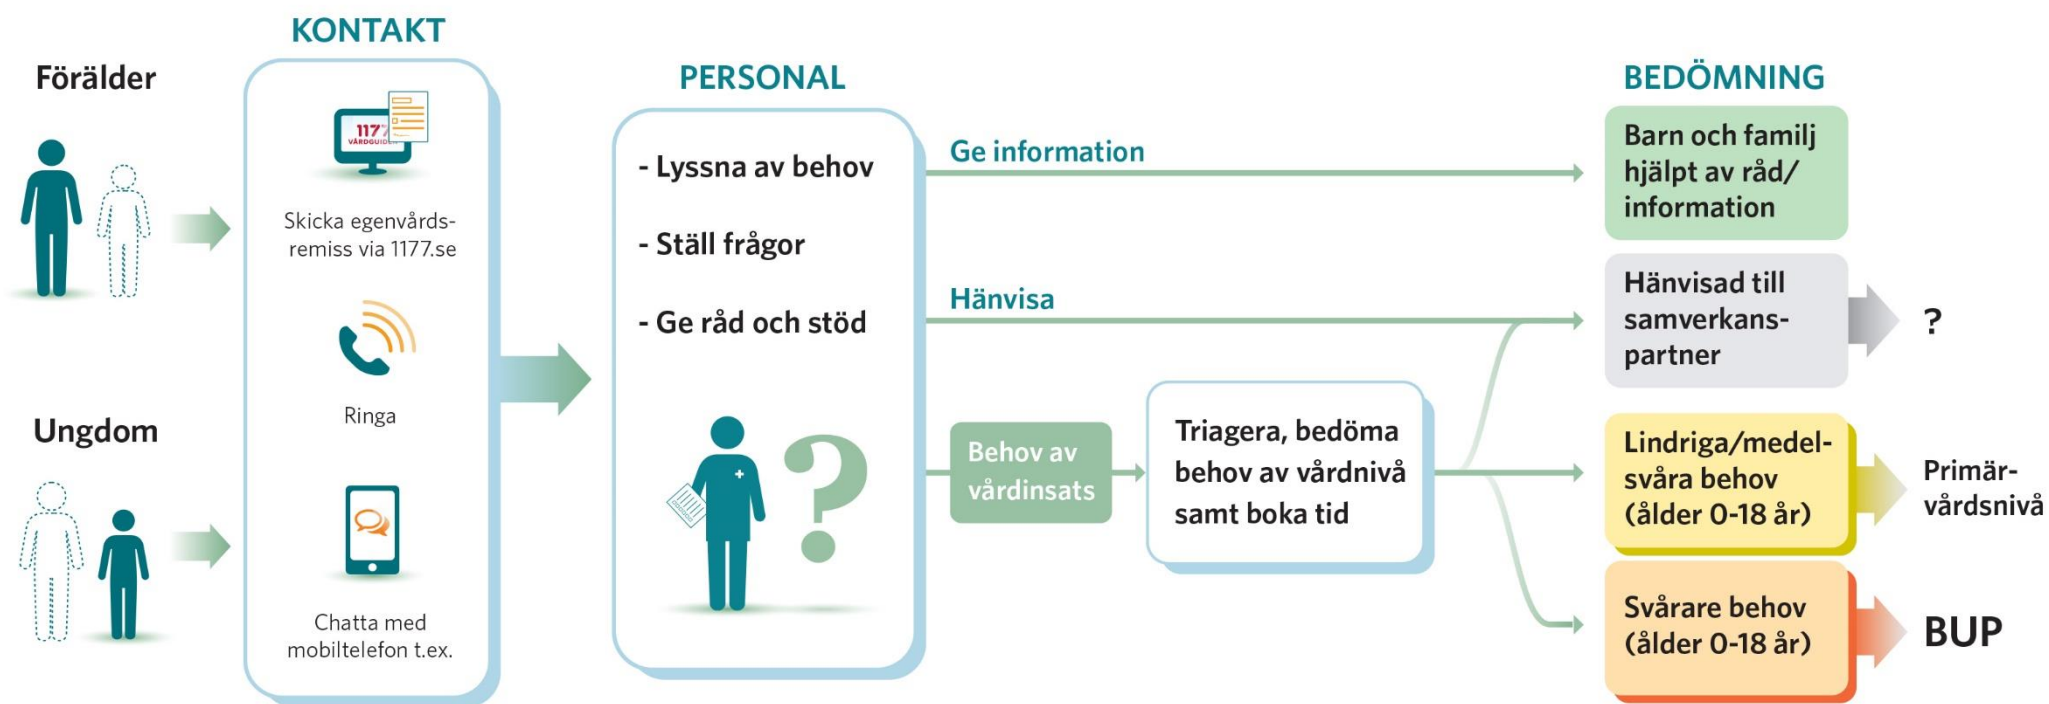 Förälder
Ungdom
KONTAKT
1177
VÅRDGUIDEN
Skicka egenvårds-
remiss via 1177.se
Ringa
Chatta med
mobiltelefon t.ex.
PERSONAL
- Lyssna av behov
- Ställ frågor
- Ge råd och stöd
?
Ge information
Hänvisa
Behov av
vårdinsats
Triagera, bedöma
behov av vårdnivå
samt boka tid
BEDÖMNING
Barn och familj
hjälpt av råd/
information
Hänvisad till
samverkans-
partner
?
Lindriga/medel-
svåra behov
(ålder 0-18 år)
Primär-
vårdsnivå
Svårare behov
(ålder 0-18 år)
BUP